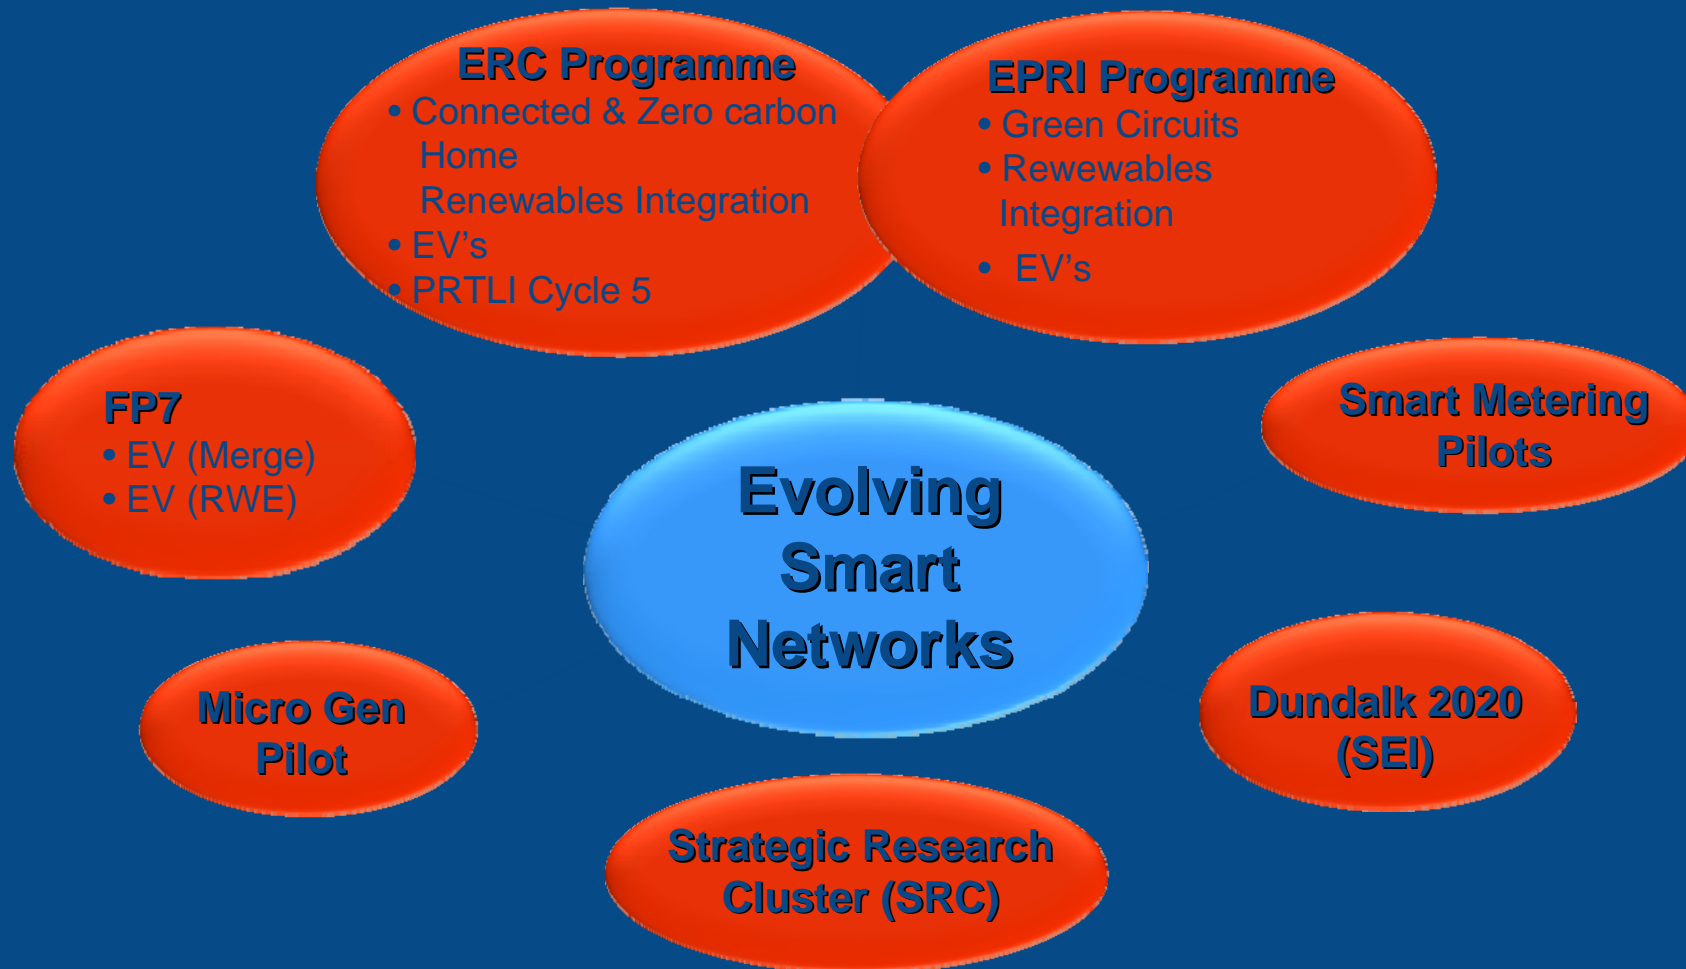 ERC Programme
• Connected & Zero carbon
Home
Renewables Integration
• EV's
• PRTLI Cycle 5
EPRI Programme
• Green Circuits
• Rewewables
Integration
• EV's
FP7
• EV (Merge)
• EV (RWE)
Smart Metering
Pilots
Evolving
Smart
Networks
Micro Gen
Pilot
Dundalk 2020
(SEI)
Strategic Research
Cluster (SRC)